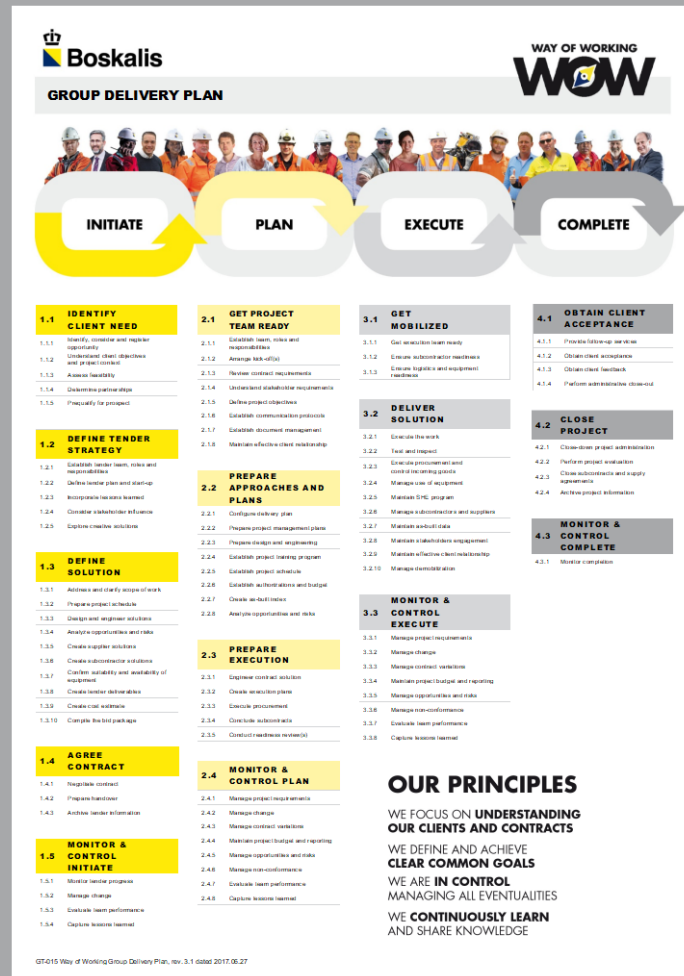 Boskalis
WAY OF WORKING
WOW
GROUP DELIVERY PLAN
INITIATE
PLAN
EXECUTE
COMPLETE
1.1 IDENTIFY
CLIENT NEED
1.1.1 Identify, consider and register
opportunity
1.1.2 Understand client objectives
and project context
1.1.3 Assess feasibility
1.1.4 Determine partnerships
1.1.5 Prequalify for prospect
1.2 DEFINE TENDER
STRATEGY
1.2.1 Establish tender team, roles and
responsibilities
1.2.2 Define tender plan and start-up
1.2.3 Incorporate lessons learned
1.2.4 Consider stakeholder influence
1.2.5 Explore creative solutions
1.3 DEFINE
SOLUTION
1.3.1 Address and clarify scope of work
1.3.2 Prepare project schedule
1.3.3 Design and engineer solutions
1.3.4 Analyze opportunities and risks
1.3.5 Create supplier solutions
1.3.6 Create subcontractor solutions
1.3.7 Confirm suitability and availability of
equipment
1.3.8 Create tender deliverables
1.3.9 Create cost estimate
1.3.10 Compile the bid package
1.4 AGREE
CONTRACT
1.4.1 Negotiate contract
1.4.2 Prepare handover
1.4.3 Archive tender information
1.5 MONITOR &
CONTROL
INITIATE
1.5.1 Monitor tender progress
1.5.2 Manage change
1.5.3 Evaluate team performance
1.5.4 Capture lessons learned
2.1 GET PROJECT
TEAM READY
2.1.1 Establish team, roles and
responsibilities
2.1.2 Arrange kick-off(s)
2.1.3 Review contract requirements
2.1.4 Understand stakeholder requirements
2.1.5 Define project objectives
2.1.6 Establish communication protocols
2.1.7 Establish document management
2.1.8 Maintain effective client relationship
2.2 PREPARE
APPROACHES AND
PLANS
2.2.1 Configure delivery plan
2.2.2 Prepare project management plans
2.2.3 Prepare design and engineering
2.2.4 Establish project training program
2.2.5 Establish project schedule
2.2.6 Establish authorizations and budget
2.2.7 Create as-built index
2.2.8 Analyze opportunities and risks
2.3 PREPARE
EXECUTION
2.3.1 Engineer contract solution
2.3.2 Create execution plans
2.3.3 Execute procurement
2.3.4 Conclude subcontracts
2.3.5 Conduct readiness review(s)
2.4 MONITOR &
CONTROL PLAN
2.4.1 Manage project requirements
2.4.2 Manage change
2.4.3 Manage contract variations
2.4.4 Maintain project budget and reporting
2.4.5 Manage opportunities and risks
2.4.6 Manage non-conformance
2.4.7 Evaluate team performance
2.4.8 Capture lessons learned
3.1 GET
MOBILIZED
3.1.1 Get execution team ready
3.1.2 Ensure subcontractor readiness
3.1.3 Ensure logistics and equipment
readiness
3.2 DELIVER
SOLUTION
3.2.1 Execute the work
3.2.2 Test and inspect
3.2.3 Execute procurement and
control incoming goods
3.2.4 Manage use of equipment
3.2.5 Maintain SHE program
3.2.6 Manage subcontractors and suppliers
3.2.7 Maintain as-built data
3.2.8 Maintain stakeholders engagement
3.2.9 Maintain effective client relationship
3.2.10 Manage demobilization
3.3 MONITOR &
CONTROL
EXECUTE
3.3.1 Manage project requirements
3.3.2 Manage change
3.3.3 Manage contract variations
3.3.4 Maintain project budget and reporting
3.3.5 Manage opportunities and risks
3.3.6 Manage non-conformance
3.3.7 Evaluate team performance
3.3.8 Capture lessons learned
4.1 OBTAIN CLIENT
ACCEPTANCE
4.1.1 Provide follow-up services
4.1.2 Obtain client acceptance
4.1.3 Obtain client feedback
4.1.4 Perform administrative close-out
4.2 CLOSE
PROJECT
4.2.1 Close-down project administration
4.2.2 Perform project evaluation
4.2.3 Close subcontracts and supply
agreements
4.2.4 Archive project information
4.3 MONITOR &
CONTROL
COMPLETE
4.3.1 Monitor completion
OUR PRINCIPLES
WE FOCUS ON UNDERSTANDING
OUR CLIENTS AND CONTRACTS
WE DEFINE AND ACHIEVE
CLEAR COMMON GOALS
WE ARE IN CONTROL
MANAGING ALL EVENTUALITIES
WE CONTINUOUSLY LEARN
AND SHARE KNOWLEDGE
GT-015 Way of Working Group Delivery Plan, rev. 3.1 dated 2017.06.27